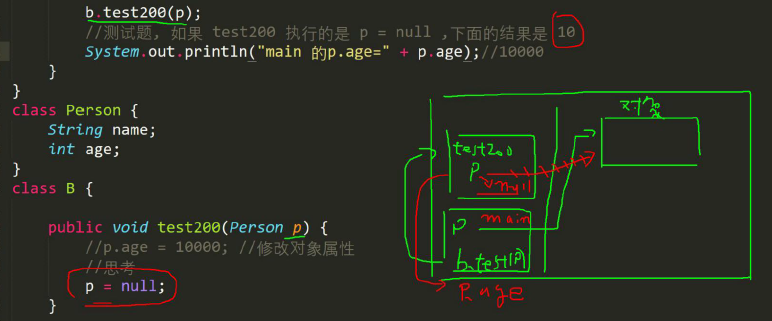 b.test200(p);
//测试题, 如果 test200 执行的是 p = null ,下面的结果是 10
System.out.println("main 的p.age=" + p.age);//10000
}
}
class Person {
String name;
int age;
}
class B {
public void test200(Person p) {
//p.age = 10000; //修改对象属性
//思考
p = null;
}
test200
p
null
p main
b.test(p)
p.age
对象